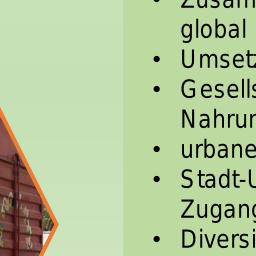 global
• Umsetz
• Gesells
Nahrun
• urbane
• Stadt-U
Zugang
• Diversi